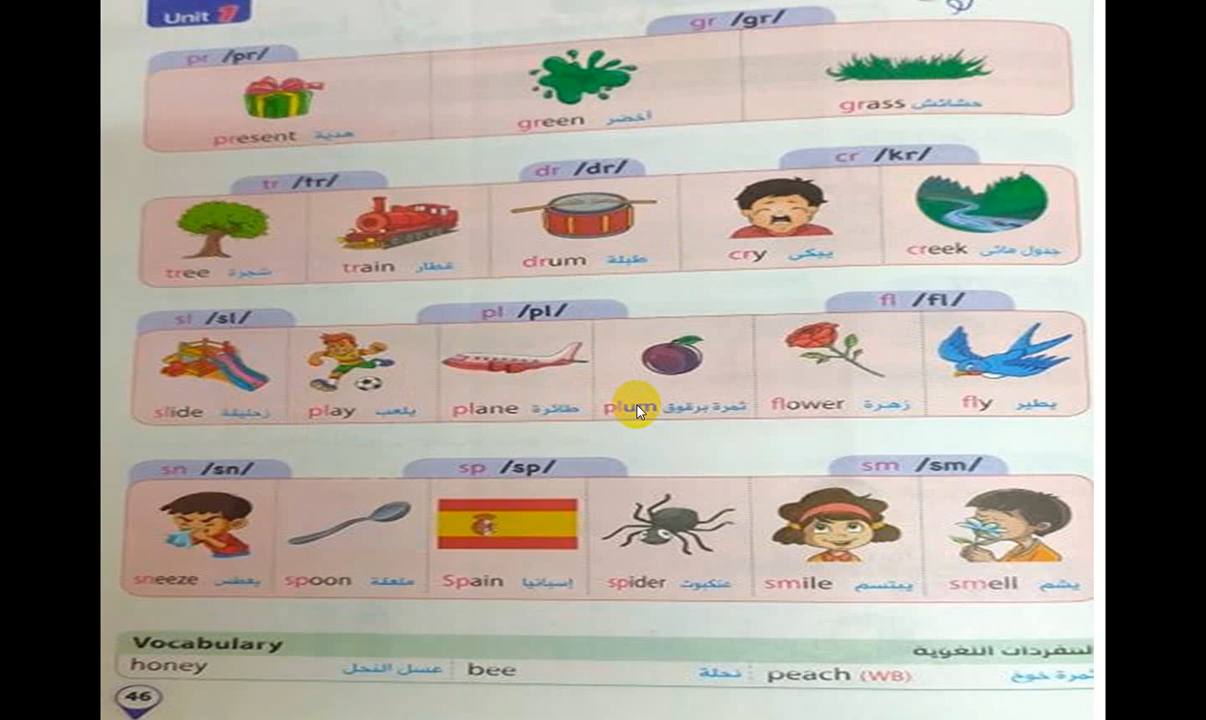 Unit 7
gr /gr/
pr /pr/
present هدية green أخضر grass حشائش
tr /tr/ dr /dr/ cr /kr/
tree شجرة train قطار drum طبلة cry يبكى creek جدول مائى
sl /sl/ pl /pl/ fl /fl/
slide زحليقة play يلعب plane طائرة plum ثمرة برقوق flower زهرة fly يطير
sn /sn/ sp /sp/ sm /sm/
sneeze يعطس spoon ملعقة Spain إسبانيا spider عنكبوت smile يبتسم smell يشم
Vocabulary المفردات اللغوية
honey عسل النحل bee نحلة peach (WB) ثمرة خوخ
46